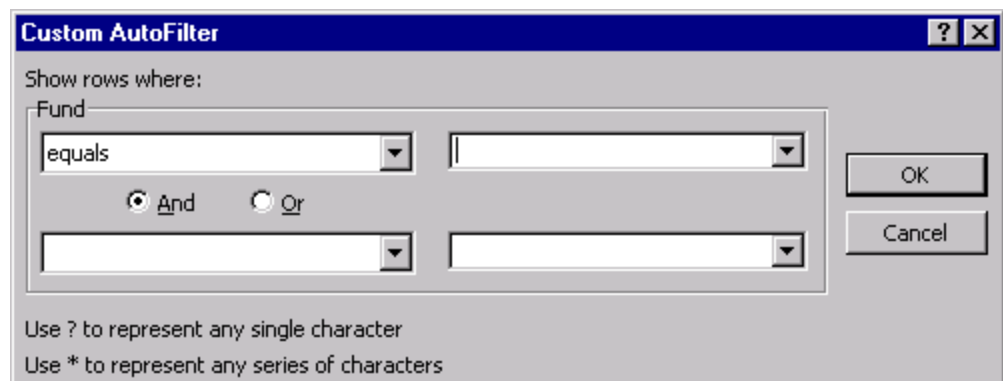 Custom AutoFilter
Show rows where:
Fund
equals
And Or
OK
Cancel
Use ? to represent any single character
Use * to represent any series of characters